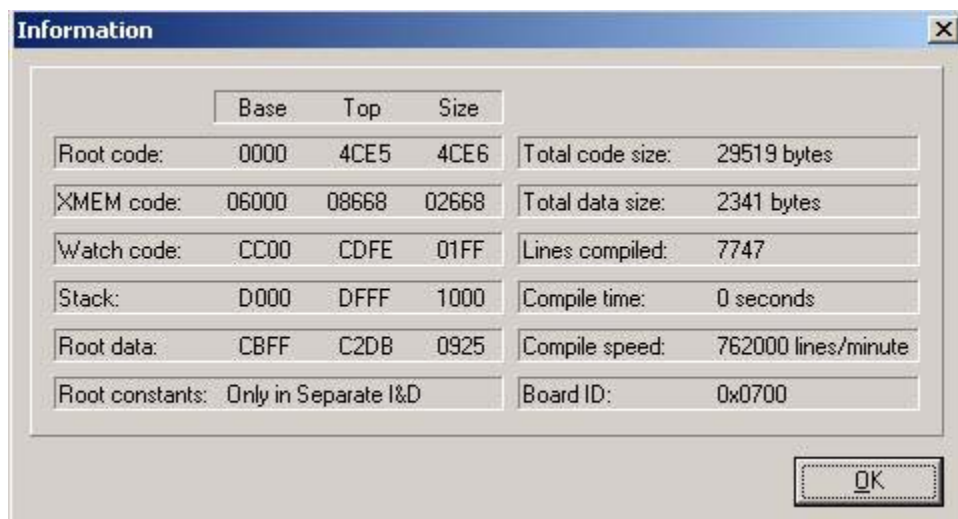 Information
Base Top Size
Root code: 0000 4CE5 4CE6 Total code size: 29519 bytes
XMEM code: 06000 08668 02668 Total data size: 2341 bytes
Watch code: CC00 CDFE 01FF Lines compiled: 7747
Stack: D000 DFFF 1000 Compile time: 0 seconds
Root data: CBFF C2DB 0925 Compile speed: 762000 lines/minute
Root constants: Only in Separate I&D Board ID: 0x0700
OK